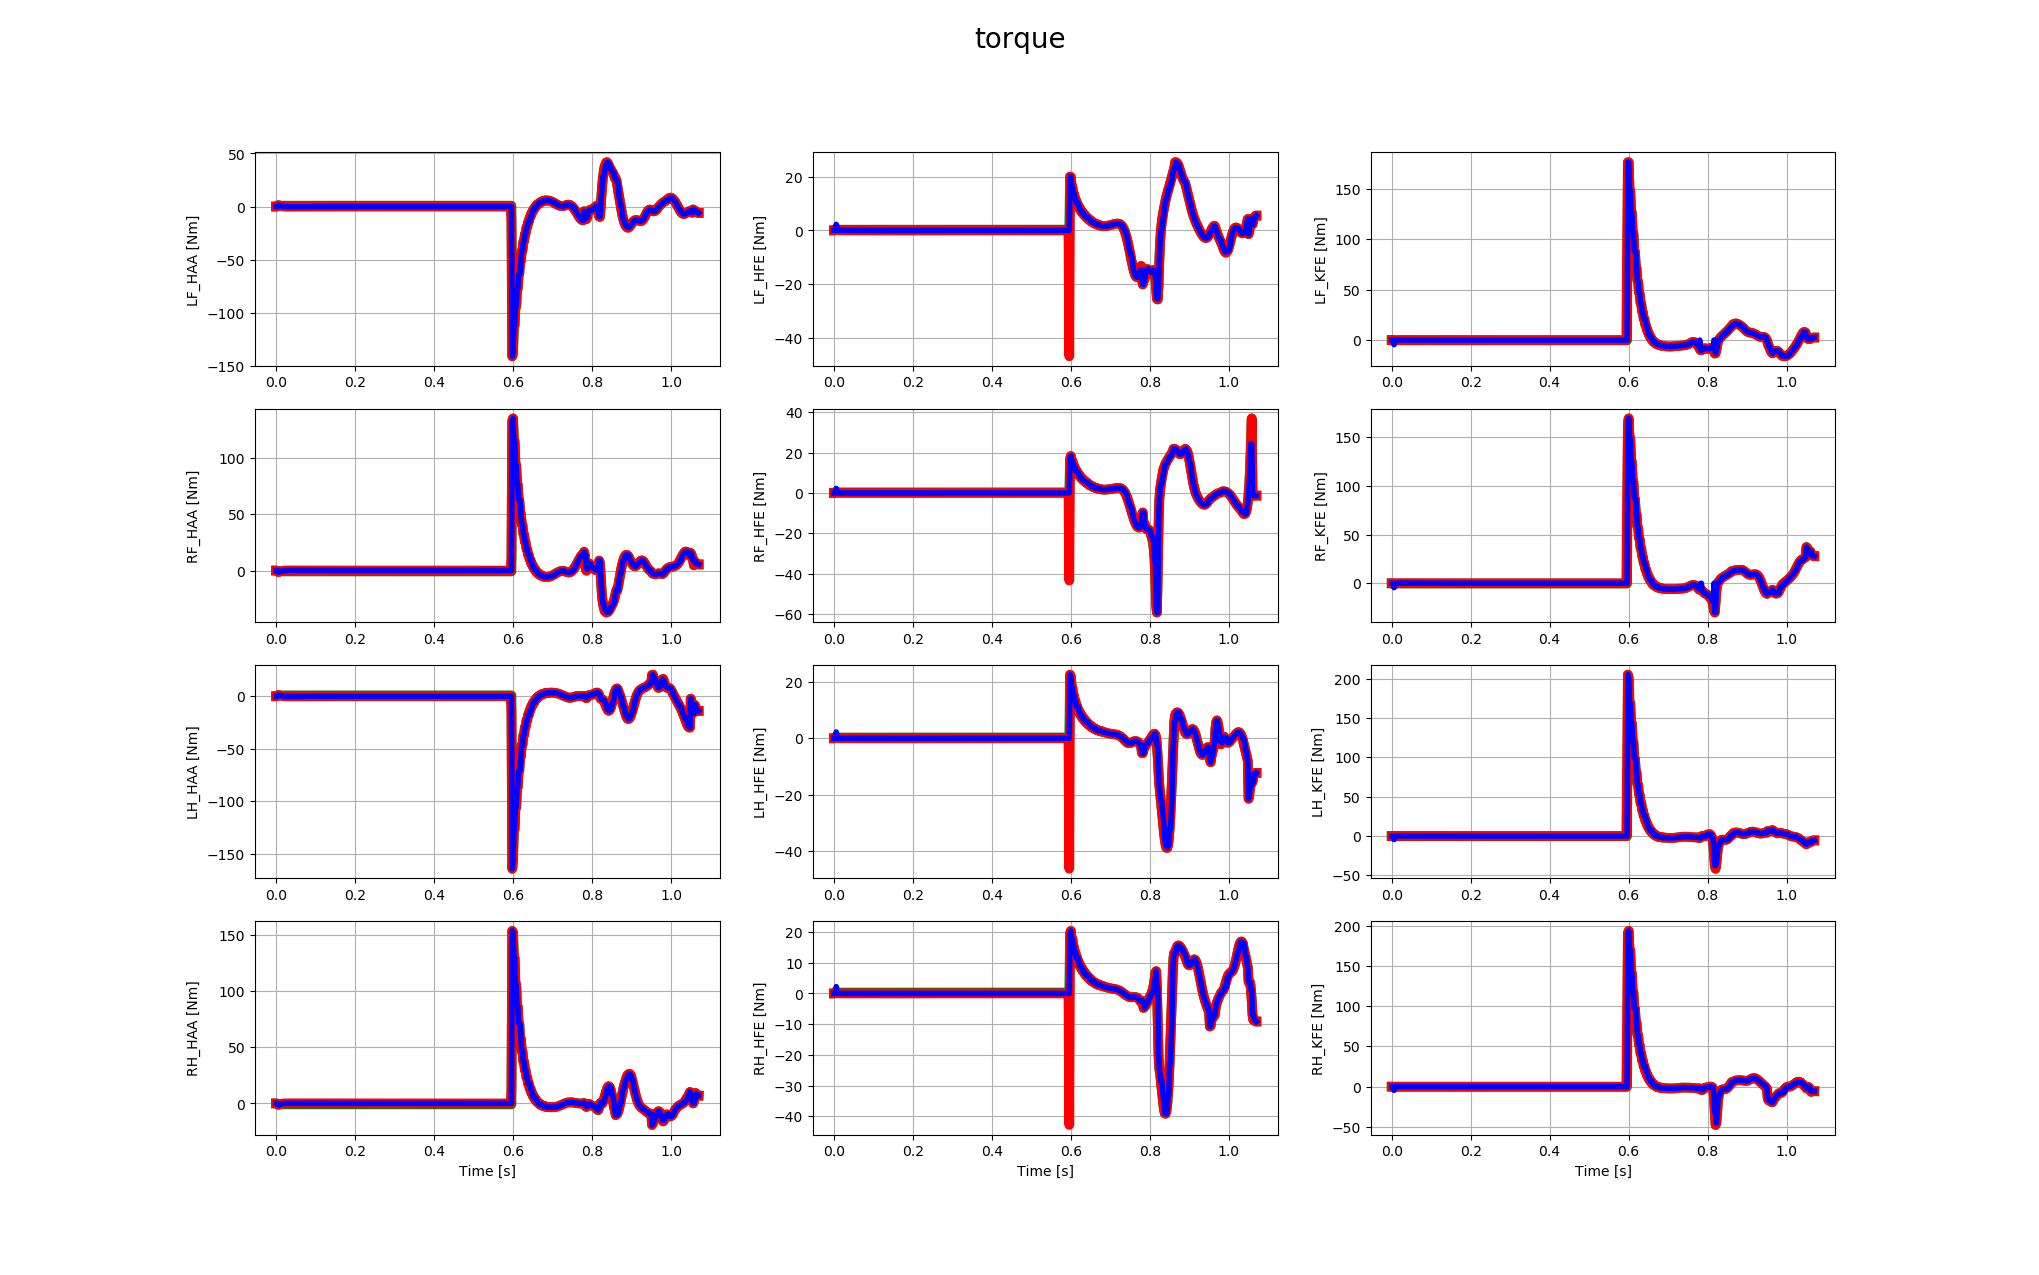 torque
50
0
−50
−100
−150
LF_HAA [Nm]
0.0 0.2 0.4 0.6 0.8 1.0
20
0
−20
−40
LF_HFE [Nm]
0.0 0.2 0.4 0.6 0.8 1.0
150
100
50
0
LF_KFE [Nm]
0.0 0.2 0.4 0.6 0.8 1.0
100
50
0
RF_HAA [Nm]
0.0 0.2 0.4 0.6 0.8 1.0
40
20
0
−20
−40
−60
RF_HFE [Nm]
0.0 0.2 0.4 0.6 0.8 1.0
150
100
50
0
RF_KFE [Nm]
0.0 0.2 0.4 0.6 0.8 1.0
0
−50
−100
−150
LH_HAA [Nm]
0.0 0.2 0.4 0.6 0.8 1.0
20
0
−20
−40
LH_HFE [Nm]
0.0 0.2 0.4 0.6 0.8 1.0
200
150
100
50
0
−50
LH_KFE [Nm]
0.0 0.2 0.4 0.6 0.8 1.0
150
100
50
0
RH_HAA [Nm]
0.0 0.2 0.4 0.6 0.8 1.0
Time [s]
20
10
0
−10
−20
−30
−40
RH_HFE [Nm]
0.0 0.2 0.4 0.6 0.8 1.0
Time [s]
200
150
100
50
0
−50
RH_KFE [Nm]
0.0 0.2 0.4 0.6 0.8 1.0
Time [s]